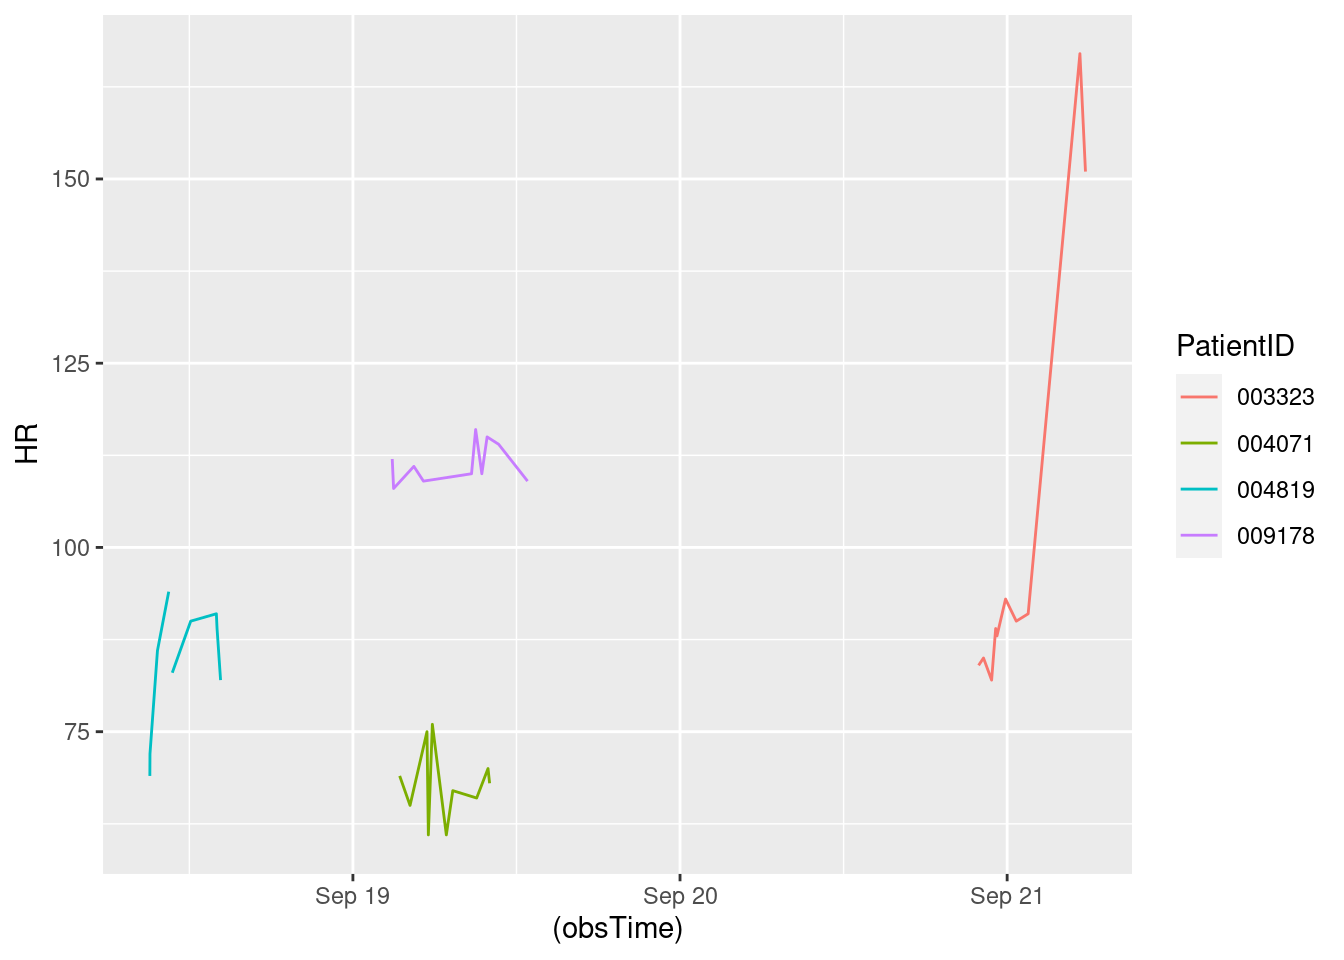 HR
150
125
100
75
Sep 19
Sep 20
Sep 21
(obsTime)
PatientID
003323
004071
004819
009178